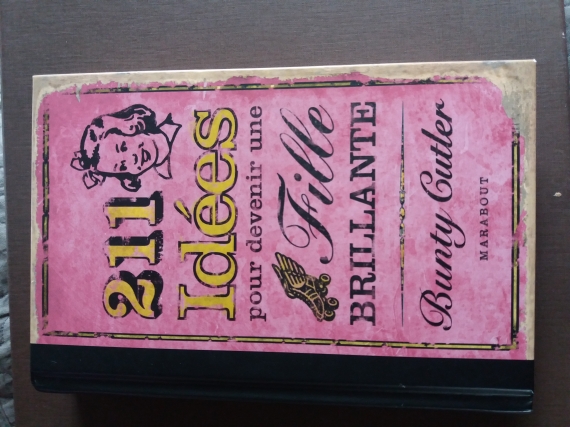 211
Idées
pour devenir une
Fille
BRILLANTE
Bunty Cutler
MARABOUT